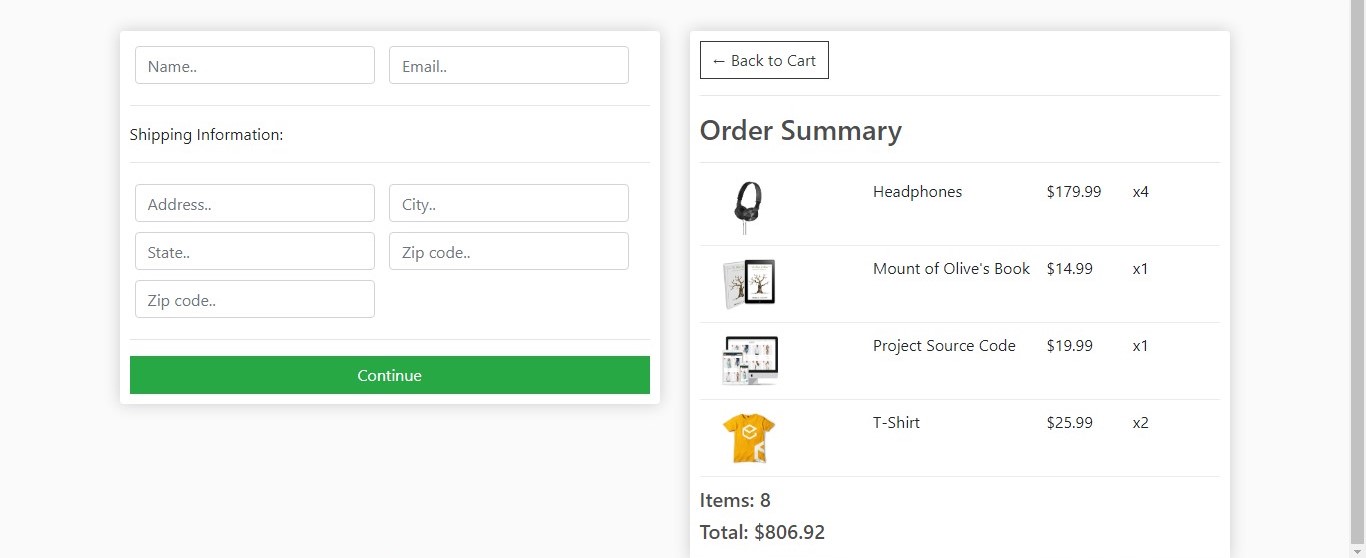 Name.. Email..
Shipping Information:
Address.. City..
State.. Zip code..
Zip code..
Continue
← Back to Cart
Order Summary
Headphones $179.99 x4
Mount of Olive's Book $14.99 x1
Project Source Code $19.99 x1
T-Shirt $25.99 x2
Items: 8
Total: $806.92